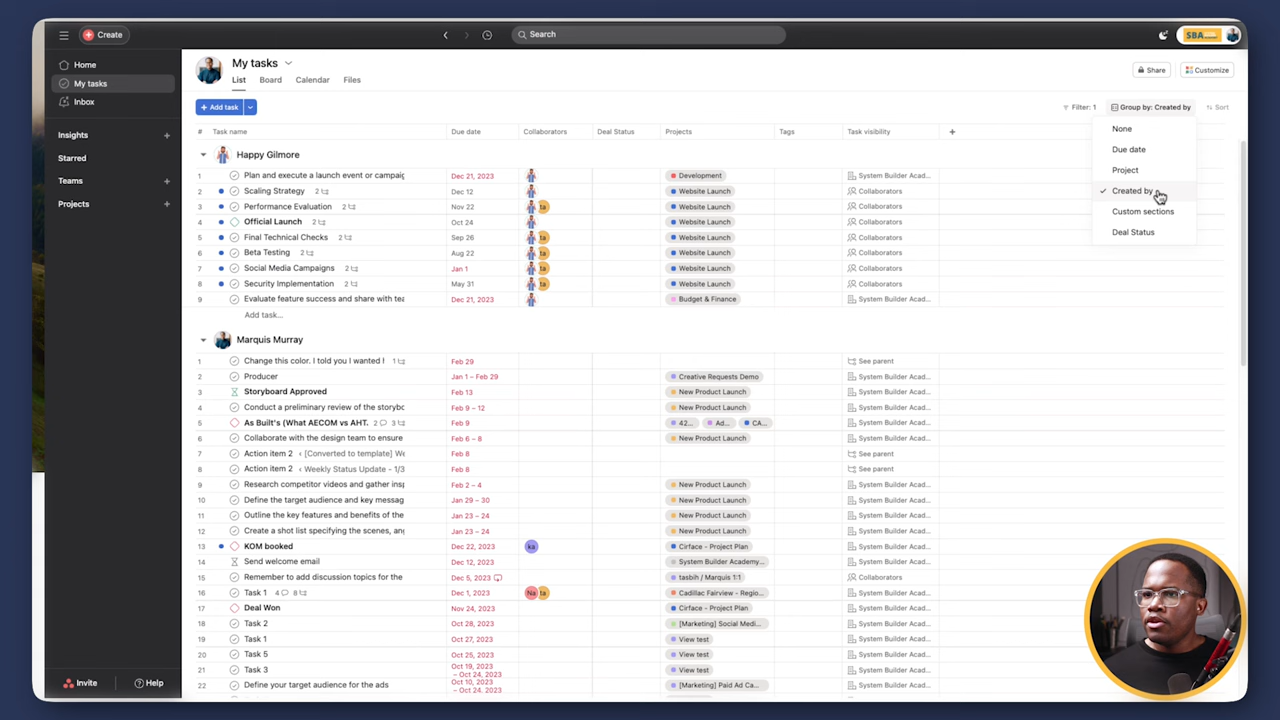 Create
Search
SBA
Home
My tasks
Inbox
Insights
Starred
Teams
Projects
Invite
Help
My tasks
List Board Calendar Files
Share Customize
+ Add task
Filter: 1 Group by: Created by Sort
# Task name Due date Collaborators Deal Status Projects Tags Task visibility
None
Due date
Project
Created by
Custom sections
Deal Status
Happy Gilmore
1 Plan and execute a launch event or campaig Dec 21, 2023 Development System Builder Acad...
2 Scaling Strategy 2 Dec 12 Website Launch Collaborators
3 Performance Evaluation 2 Nov 22 ta Website Launch Collaborators
4 Official Launch 2 Oct 24 Website Launch Collaborators
5 Final Technical Checks 2 Sep 26 ta Website Launch Collaborators
6 Beta Testing 2 Aug 22 ta Website Launch Collaborators
7 Social Media Campaigns 2 Jan 1 ta Website Launch Collaborators
8 Security Implementation 2 May 31 ta Website Launch Collaborators
9 Evaluate feature success and share with tea Dec 21, 2023 Budget & Finance System Builder Acad...
Add task...
Marquis Murray
1 Change this color. I told you I wanted I 1 Feb 29 See parent
2 Producer Jan 1 – Feb 29 Creative Requests Demo System Builder Acad...
3 Storyboard Approved Feb 13 New Product Launch System Builder Acad...
4 Conduct a preliminary review of the storybc Feb 9 – 12 New Product Launch System Builder Acad...
5 As Built's (What AECOM vs AHT. 2 3 Feb 9 42... Ad... CA... System Builder Acad...
6 Collaborate with the design team to ensure Feb 6 – 8 New Product Launch System Builder Acad...
7 Action item 2 ‹ [Converted to template] We Feb 8 See parent
8 Action item 2 ‹ Weekly Status Update - 1/3 Feb 8 See parent
9 Research competitor videos and gather insp Feb 2 – 4 New Product Launch System Builder Acad...
10 Define the target audience and key messag Jan 29 – 30 New Product Launch System Builder Acad...
11 Outline the key features and benefits of the Jan 23 – 24 New Product Launch System Builder Acad...
12 Create a shot list specifying the scenes, an Jan 23 – 24 New Product Launch System Builder Acad...
13 KOM booked Dec 22, 2023 ka Cirface - Project Plan System Builder Acad...
14 Send welcome email Dec 12, 2023 System Builder Academy... System Builder Acad...
15 Remember to add discussion topics for the Dec 5, 2023 tasbih / Marquis 1:1 Collaborators
16 Task 1 4 8 Dec 1, 2023 Na ta Cadillac Fairview - Regio... System Builder Acad...
17 Deal Won Nov 24, 2023 Cirface - Project Plan System Builder Acad...
18 Task 2 Oct 28, 2023 [Marketing] Social Medi... System Builder Acad...
19 Task 1 Oct 27, 2023 View test System Builder Acad...
20 Task 5 Oct 25, 2023 View test System Builder Acad...
21 Task 3 Oct 19, 2023 – Oct 24, 2023 View test System Builder Acad...
22 Define your target audience for the ads Oct 10, 2023 – Oct 24, 2023 [Marketing] Paid Ad Ca... System Builder Acad...